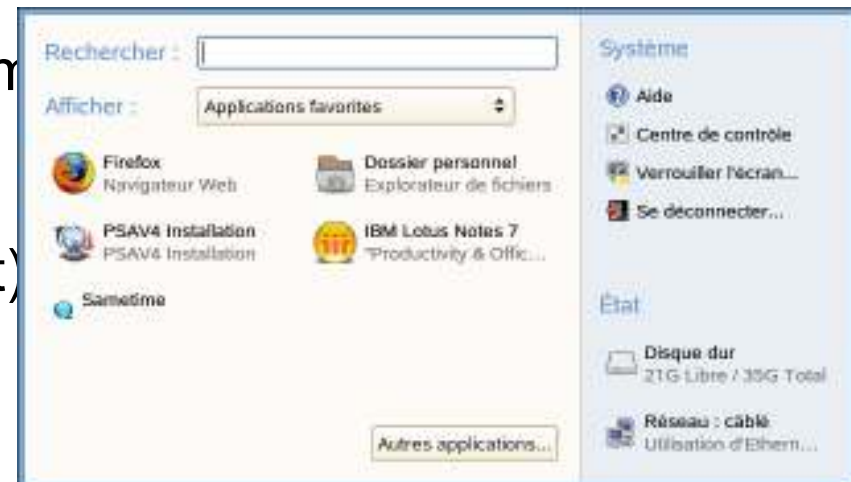 m
t)
Rechercher :
Afficher : Applications favorites
Firefox
Navigateur Web
Dossier personnel
Explorateur de fichiers
PSAV4 Installation
PSAV4 Installation
IBM Lotus Notes 7
"Productivity & Offic...
Sametime
Autres applications...
Système
Aide
Centre de contrôle
Verrouiller l'écran...
Se déconnecter...
État
Disque dur
21G Libre / 35G Total
Réseau : câblé
Utilisation d'Ethern...